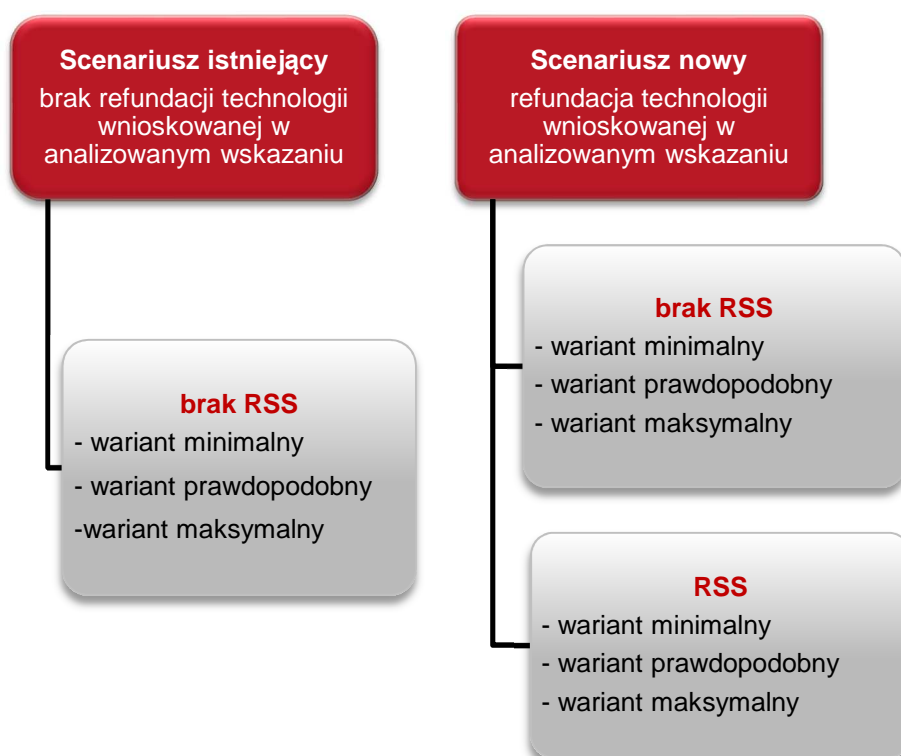 Scenariusz istniejący
brak refundacji technologii
wnioskowanej w
analizowanym wskazaniu
brak RSS
- wariant minimalny
- wariant prawdopodobny
-wariant maksymalny
Scenariusz nowy
refundacja technologii
wnioskowanej w
analizowanym wskazaniu
brak RSS
- wariant minimalny
- wariant prawdopodobny
- wariant maksymalny
RSS
- wariant minimalny
- wariant prawdopodobny
- wariant maksymalny